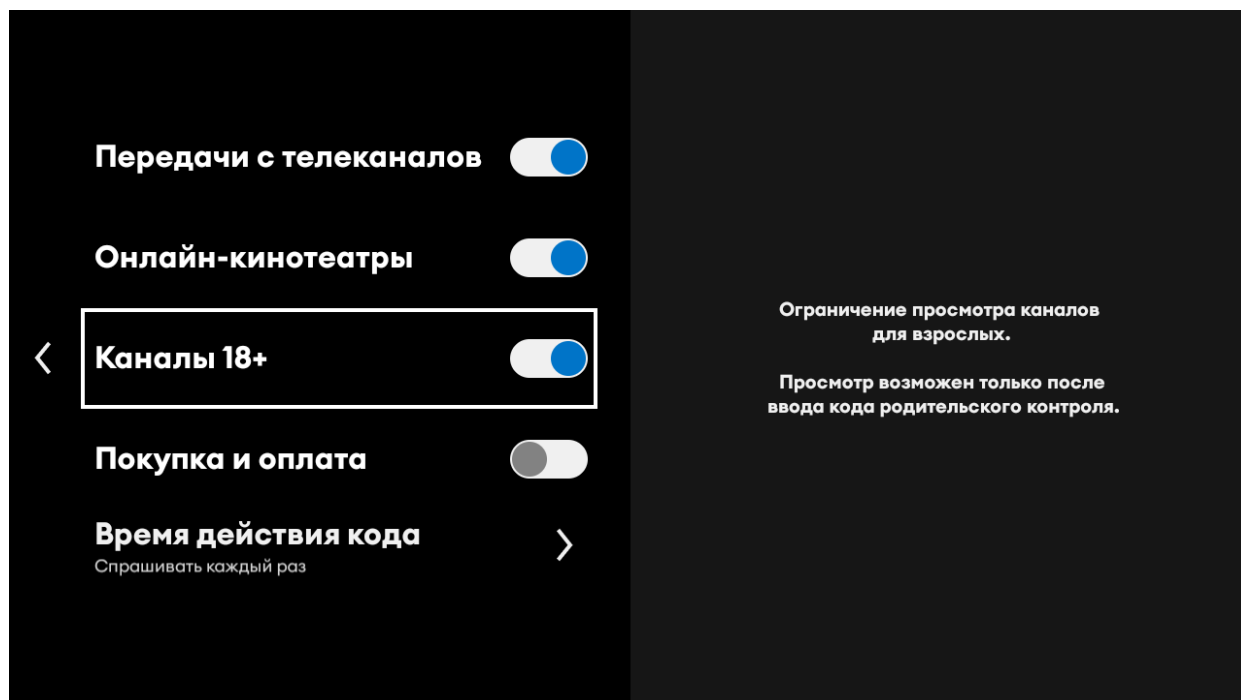 Передачи с телеканалов
Онлайн-кинотеатры
Каналы 18+
Покупка и оплата
Время действия кода
Спрашивать каждый раз
Ограничение просмотра каналов
для взрослых.
Просмотр возможен только после
ввода кода родительского контроля.